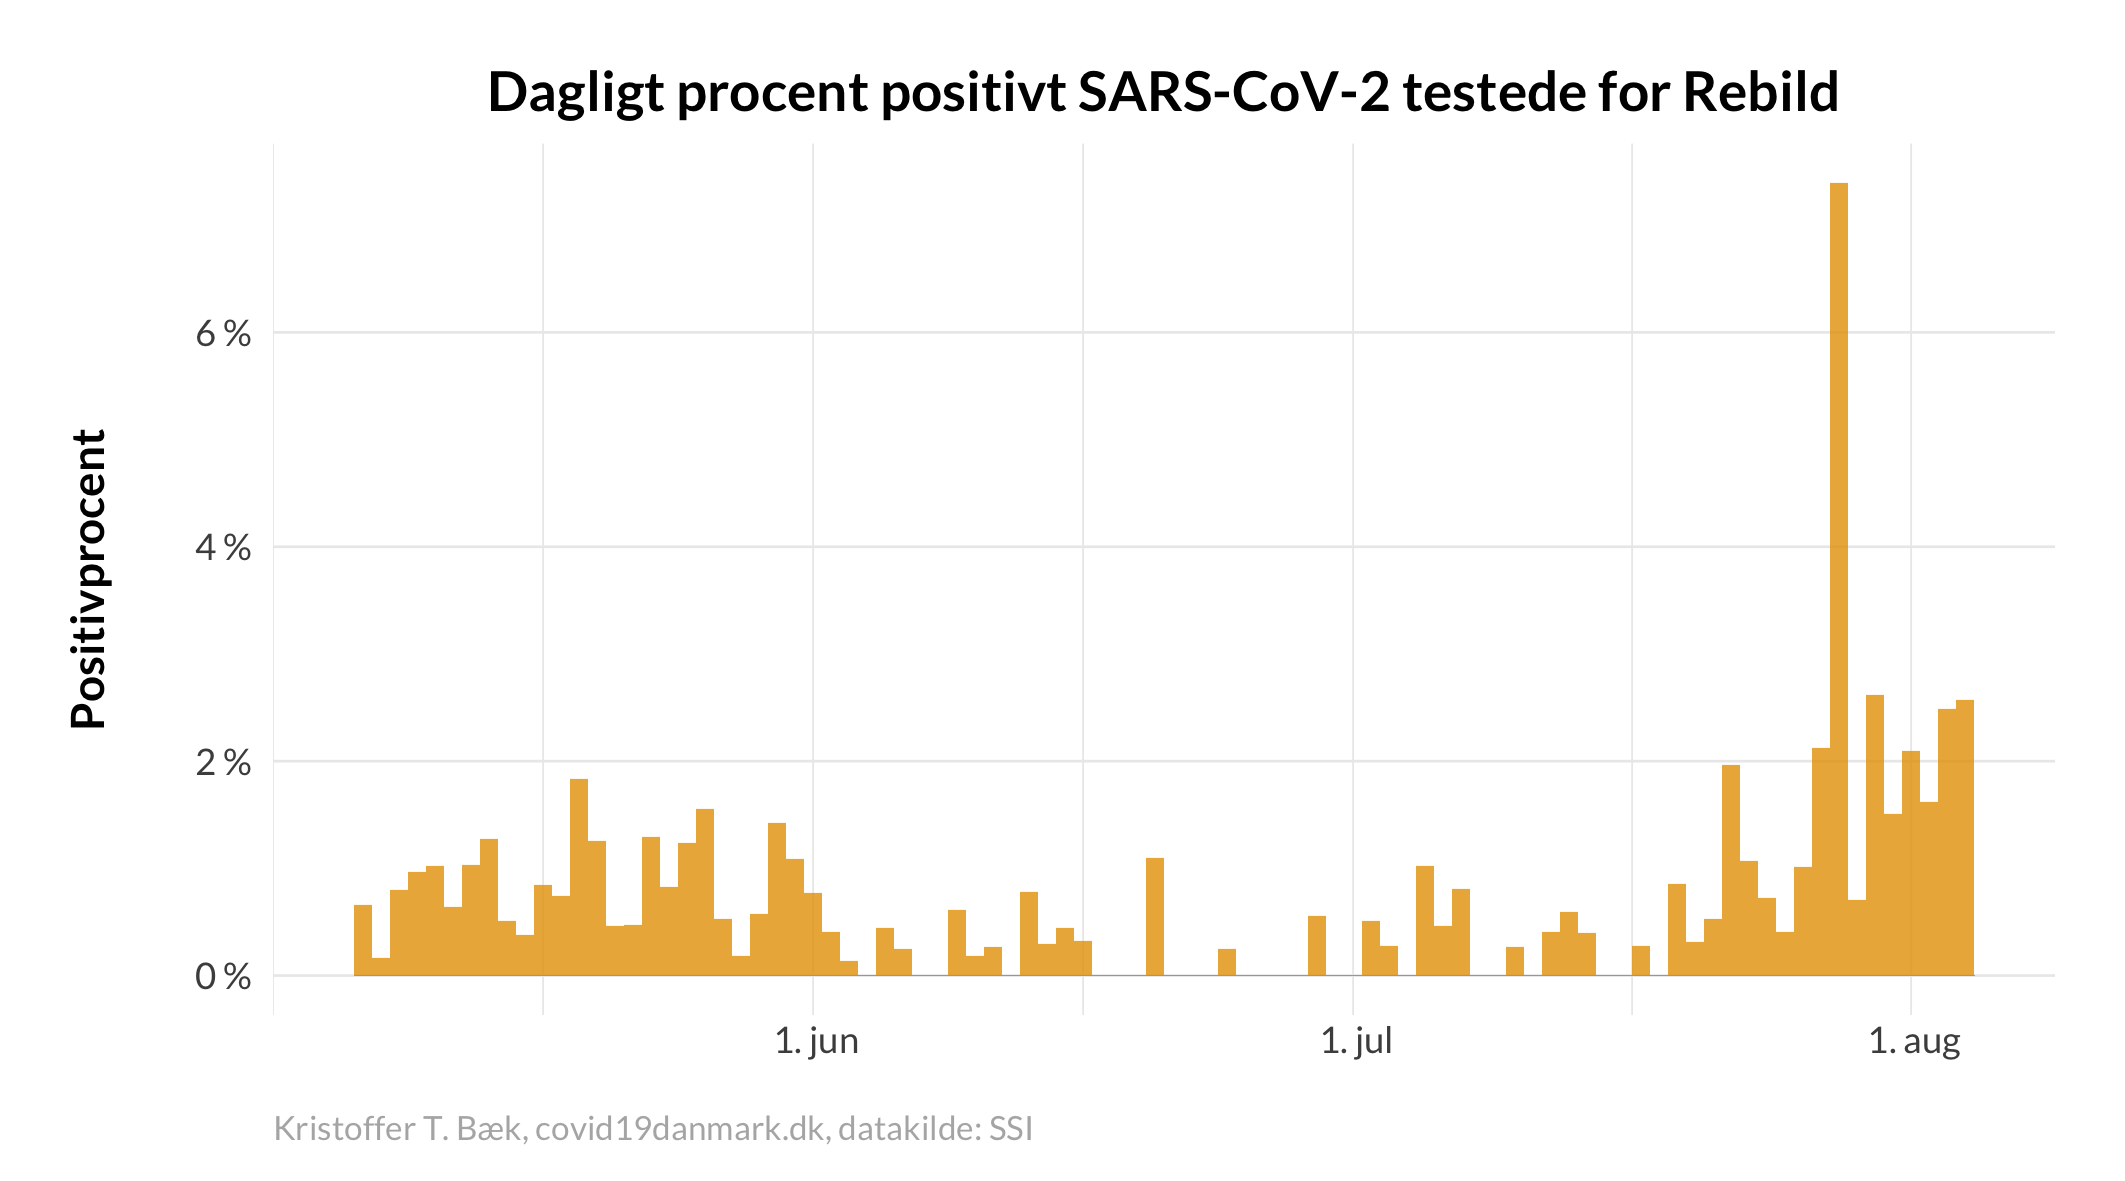 Dagligt procent positivt SARS-CoV-2 testede for Rebild
Positivprocent
6 %
4 %
2 %
0 %
1. jun
1. jul
1. aug
Kristoffer T. Bæk, covid19danmark.dk, datakilde: SSI